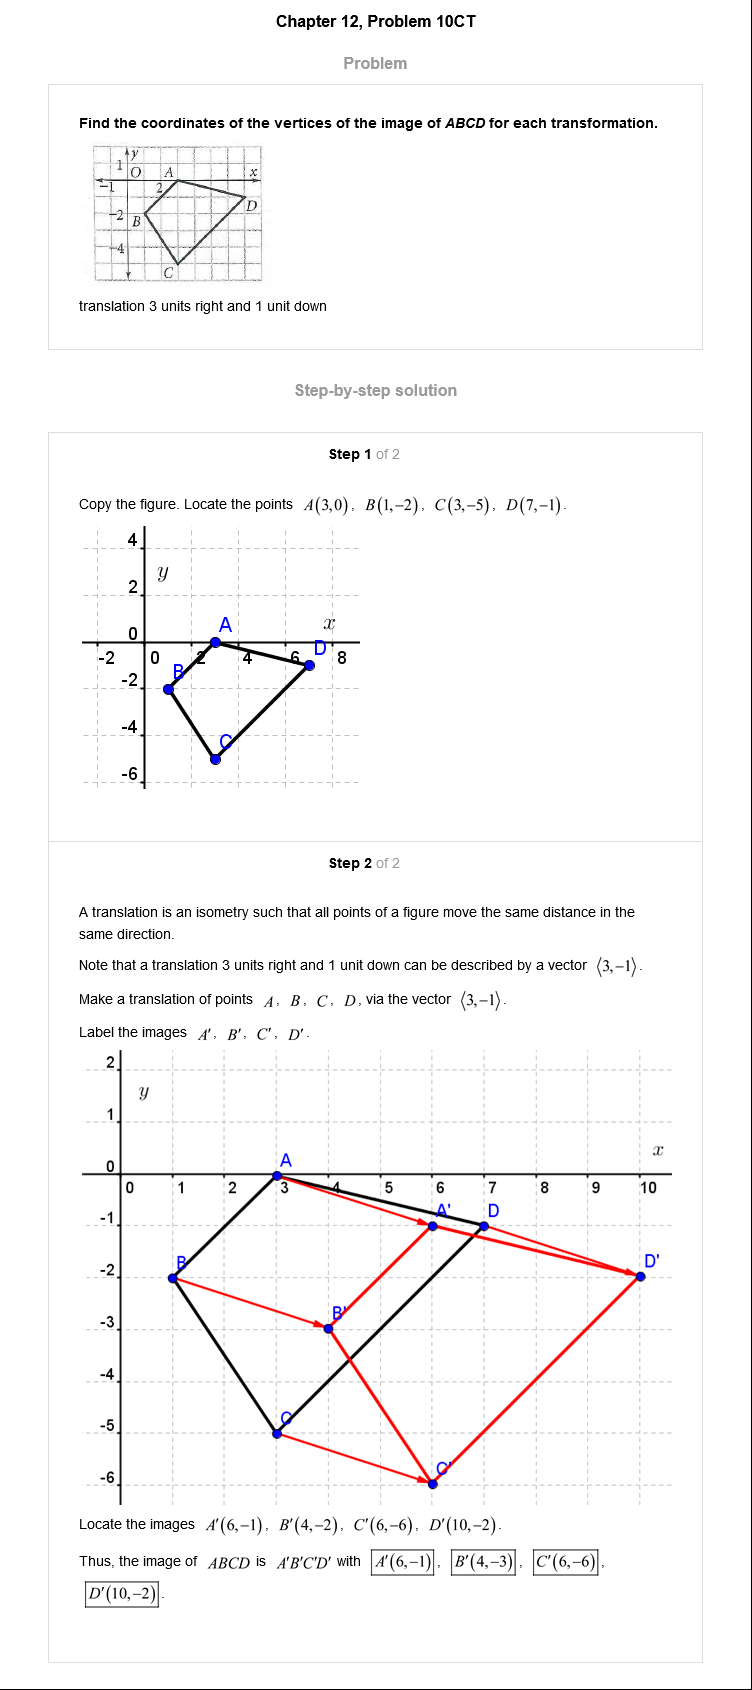 Chapter 12, Problem 10CT
Problem
Find the coordinates of the vertices of the image of ABCD for each transformation.
y
1
O A x
−1 2
D
−2 B
−4
C
translation 3 units right and 1 unit down
Step-by-step solution
Step 1 of 2
Copy the figure. Locate the points A(3,0), B(1,−2), C(3,−5), D(7,−1).
4
y
2
A x
0
D
-2 0 2 4 6 8
B
-2
-4
C
-6
Step 2 of 2
A translation is an isometry such that all points of a figure move the same distance in the
same direction.
Note that a translation 3 units right and 1 unit down can be described by a vector ⟨3,−1⟩.
Make a translation of points A, B, C, D, via the vector ⟨3,−1⟩.
Label the images A′, B′, C′, D′.
2
y
1
A x
0
0 1 2 3 4 5 6 7 8 9 10
A' D
-1
B D'
-2
B'
-3
-4
C
-5
C'
-6
Locate the images A′(6,−1), B′(4,−2), C′(6,−6), D′(10,−2).
Thus, the image of ABCD is A′B′C′D′ with A′(6,−1), B′(4,−3), C′(6,−6),
D′(10,−2).